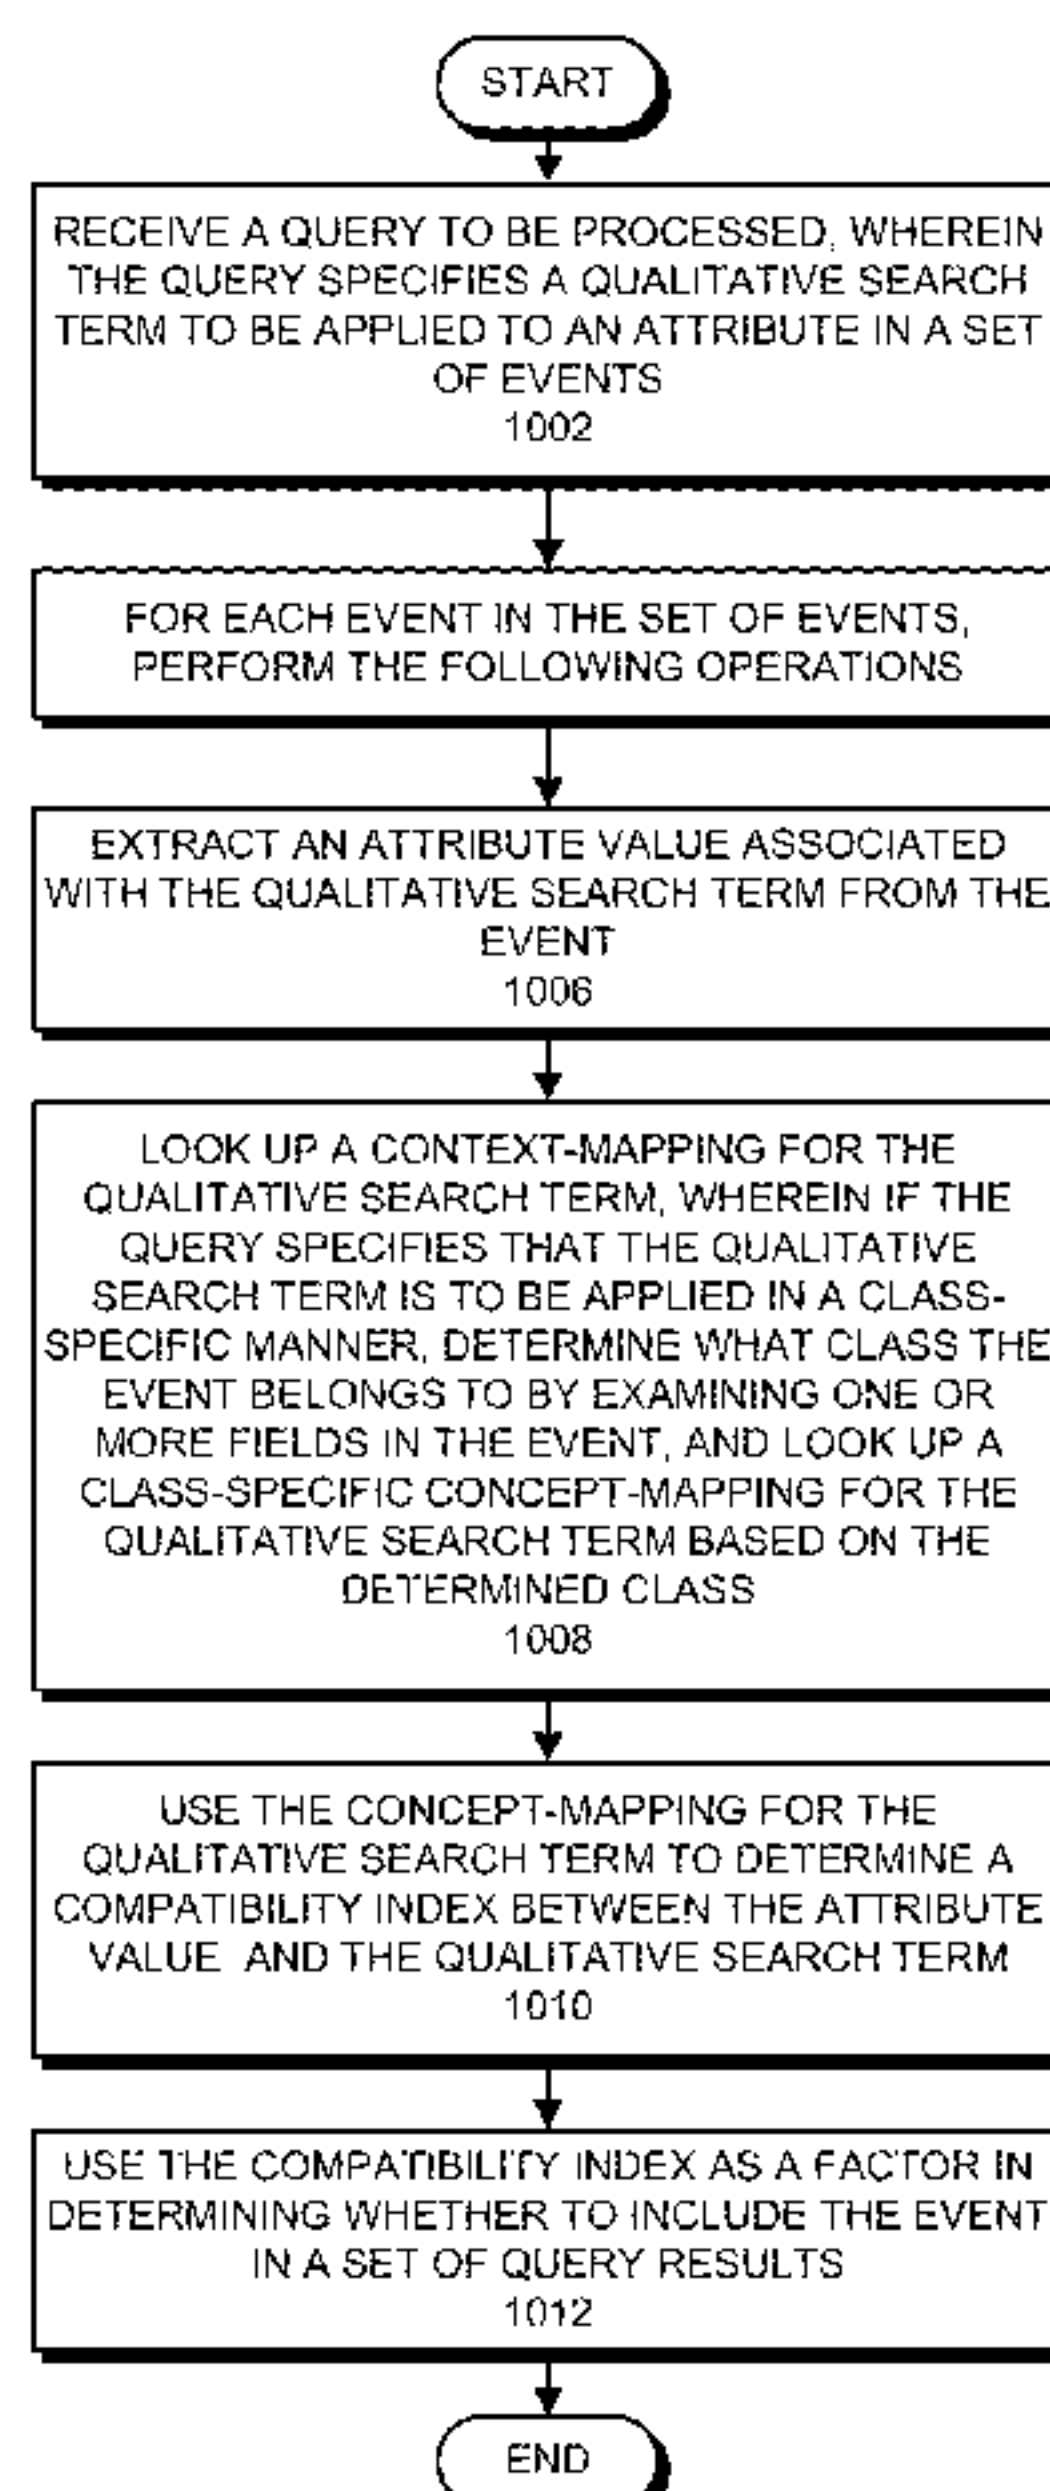 START
RECEIVE A QUERY TO BE PROCESSED, WHEREIN
THE QUERY SPECIFIES A QUALITATIVE SEARCH
TERM TO BE APPLIED TO AN ATTRIBUTE IN A SET
OF EVENTS
1002
FOR EACH EVENT IN THE SET OF EVENTS,
PERFORM THE FOLLOWING OPERATIONS
EXTRACT AN ATTRIBUTE VALUE ASSOCIATED
WITH THE QUALITATIVE SEARCH TERM FROM THE
EVENT
1006
LOOK UP A CONTEXT-MAPPING FOR THE
QUALITATIVE SEARCH TERM, WHEREIN IF THE
QUERY SPECIFIES THAT THE QUALITATIVE
SEARCH TERM IS TO BE APPLIED IN A CLASS-
SPECIFIC MANNER, DETERMINE WHAT CLASS THE
EVENT BELONGS TO BY EXAMINING ONE OR
MORE FIELDS IN THE EVENT, AND LOOK UP A
CLASS-SPECIFIC CONCEPT-MAPPING FOR THE
QUALITATIVE SEARCH TERM BASED ON THE
DETERMINED CLASS
1008
USE THE CONCEPT-MAPPING FOR THE
QUALITATIVE SEARCH TERM TO DETERMINE A
COMPATIBILITY INDEX BETWEEN THE ATTRIBUTE
VALUE AND THE QUALITATIVE SEARCH TERM
1010
USE THE COMPATIBILITY INDEX AS A FACTOR IN
DETERMINING WHETHER TO INCLUDE THE EVENT
IN A SET OF QUERY RESULTS
1012
END